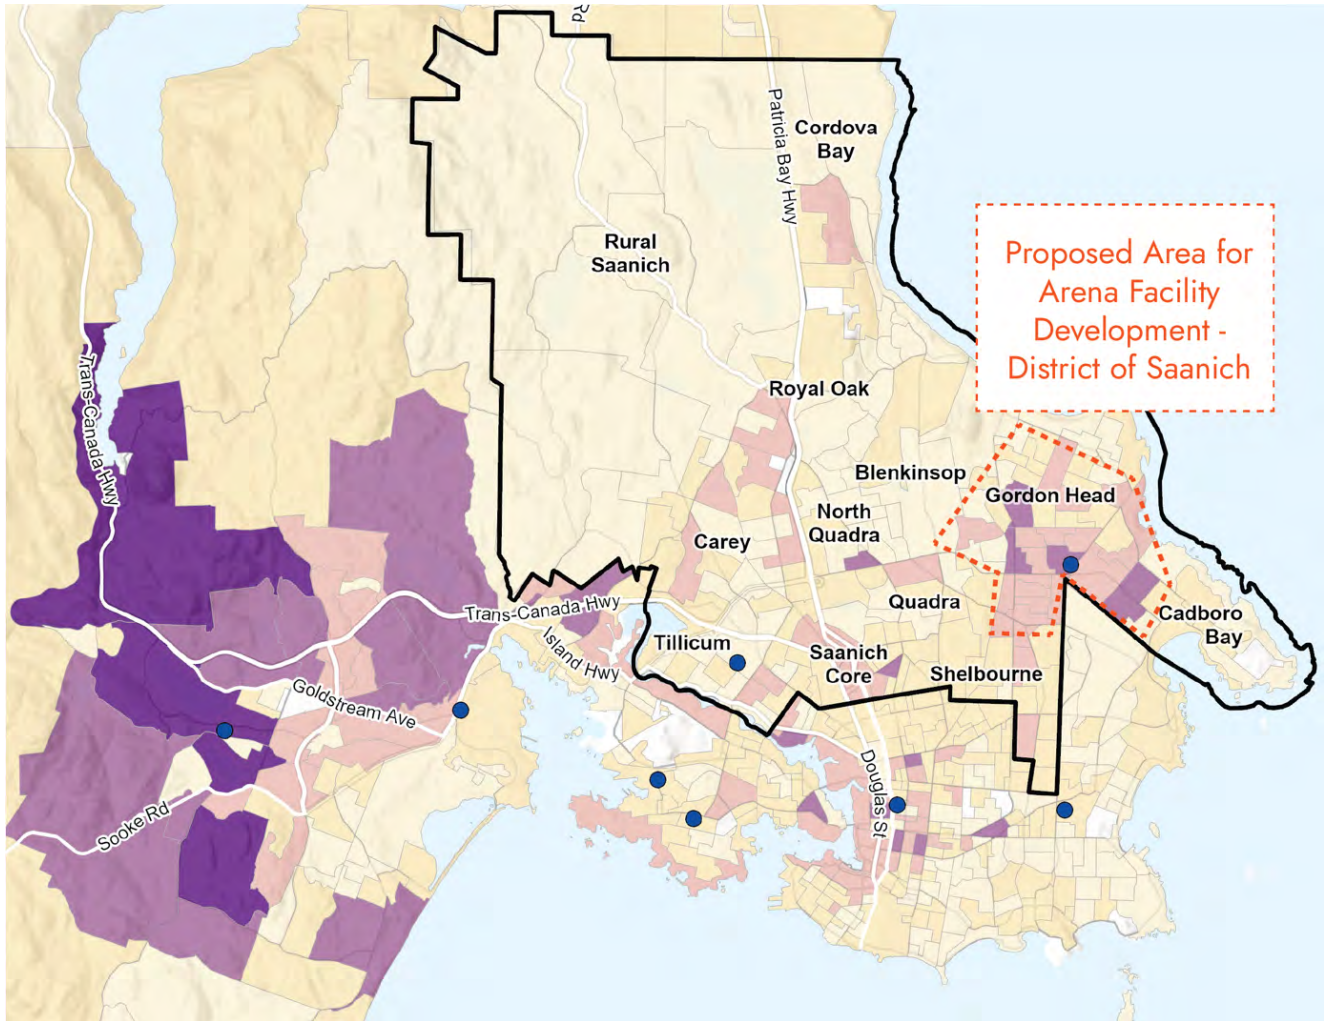 Rd
Patricia Bay Hwy
Cordova
Bay
Rural
Saanich
Proposed Area for
Arena Facility
Development -
District of Saanich
Trans-Canada Hwy
Royal Oak
Blenkinsop
Gordon Head
North
Quadra
Carey
Trans-Canada Hwy
Quadra
Cadboro
Bay
Island Hwy
Tillicum
Saanich
Core
Shelbourne
Goldstream Ave
Douglas St
Sooke Rd